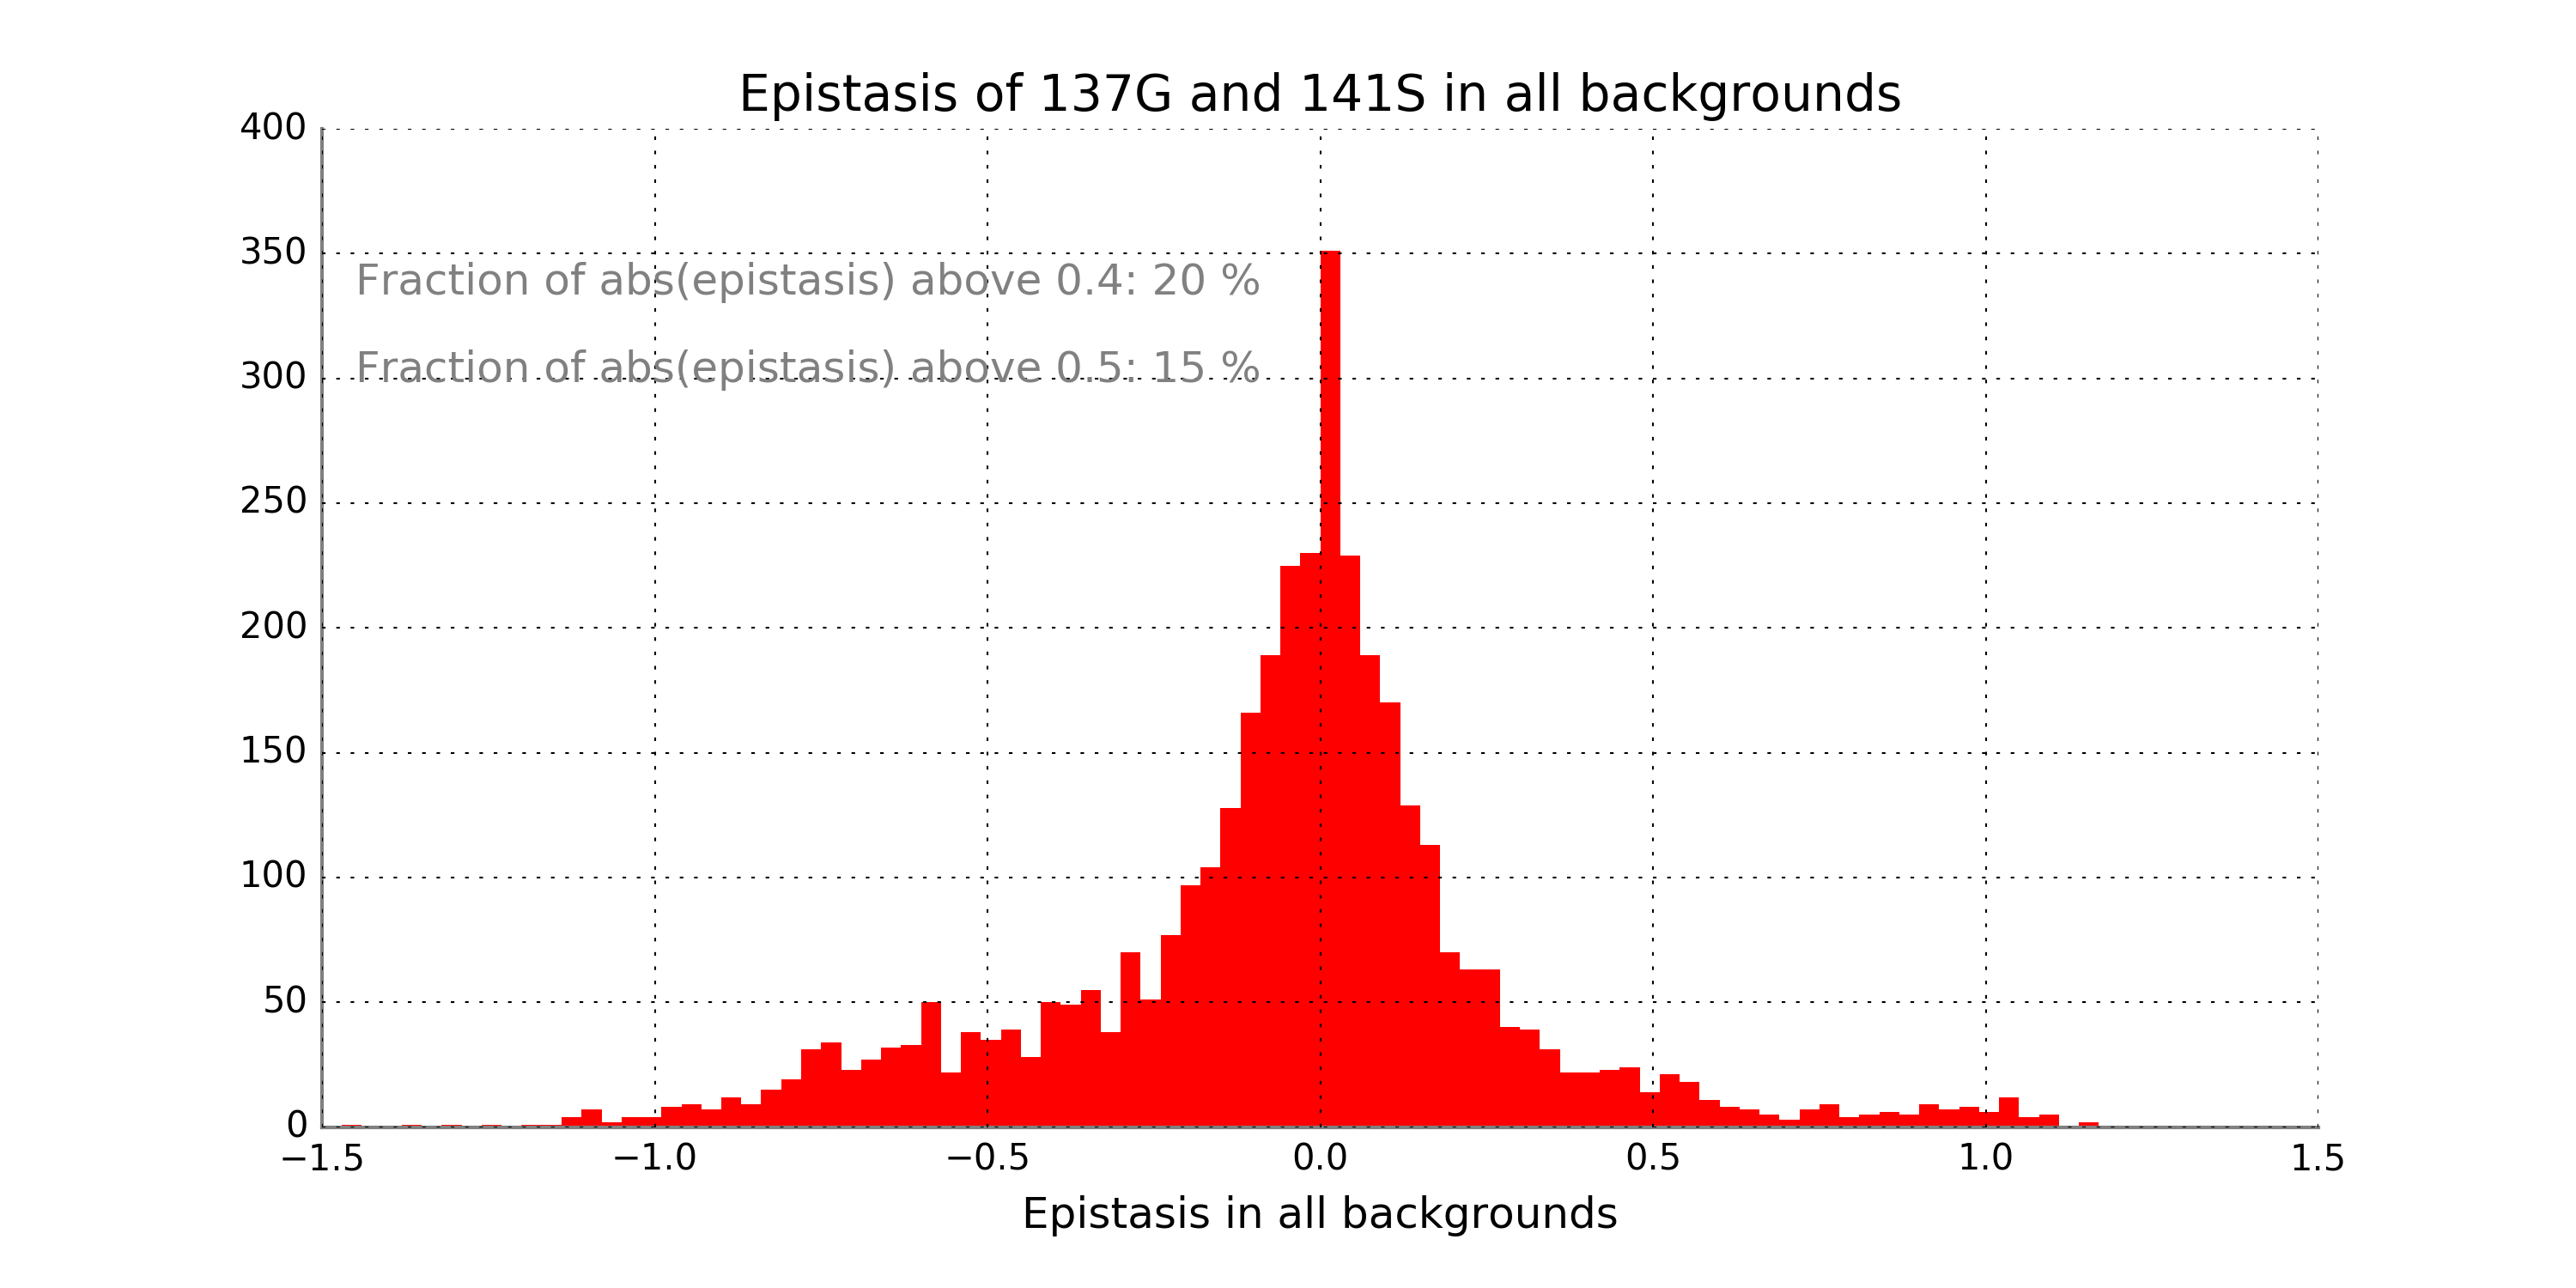 Epistasis of 137G and 141S in all backgrounds
400
350
Fraction of abs(epistasis) above 0.4: 20 %
300
Fraction of abs(epistasis) above 0.5: 15 %
250
200
150
100
50
0
−1.5 −1.0 −0.5 0.0 0.5 1.0 1.5
Epistasis in all backgrounds